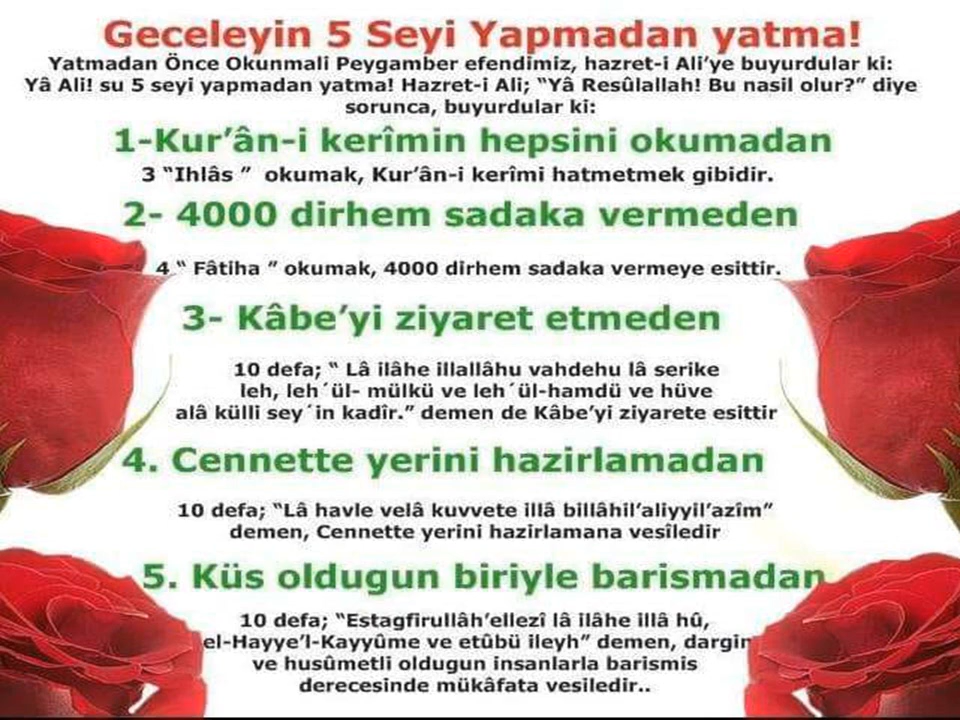 Geceleyin 5 Seyi Yapmadan yatma!
Yatmadan Önce Okunmali Peygamber efendimiz, hazret-i Ali’ye buyurdular ki:
Yâ Ali! su 5 seyi yapmadan yatma! Hazret-i Ali; “Yâ Resûlallah! Bu nasil olur?” diye
sorunca, buyurdular ki:
1-Kur’ân-i kerîmin hepsini okumadan
3 “Ihlâs ” okumak, Kur’ân-i kerîmi hatmetmek gibidir.
2- 4000 dirhem sadaka vermeden
4 “ Fâtiha ” okumak, 4000 dirhem sadaka vermeye esittir.
3- Kâbe’yi ziyaret etmeden
10 defa; “ Lâ ilâhe illallâhu vahdehu lâ serike
leh, leh´ül- mülkü ve leh´ül-hamdü ve hüve
alâ külli sey´in kadîr.” demen de Kâbe’yi ziyarete esittir
4. Cennette yerini hazirlamadan
10 defa; “Lâ havle velâ kuvvete illâ billâhil’aliyyil’azîm”
demen, Cennette yerini hazirlamana vesîledir
5. Küs oldugun biriyle barismadan
10 defa; “Estagfirullâh’ellezî lâ ilâhe illâ hû,
el-Hayye’l-Kayyûme ve etûbü ileyh” demen, dargin
ve husûmetli oldugun insanlarla barismis
derecesinde mükâfata vesiledir..